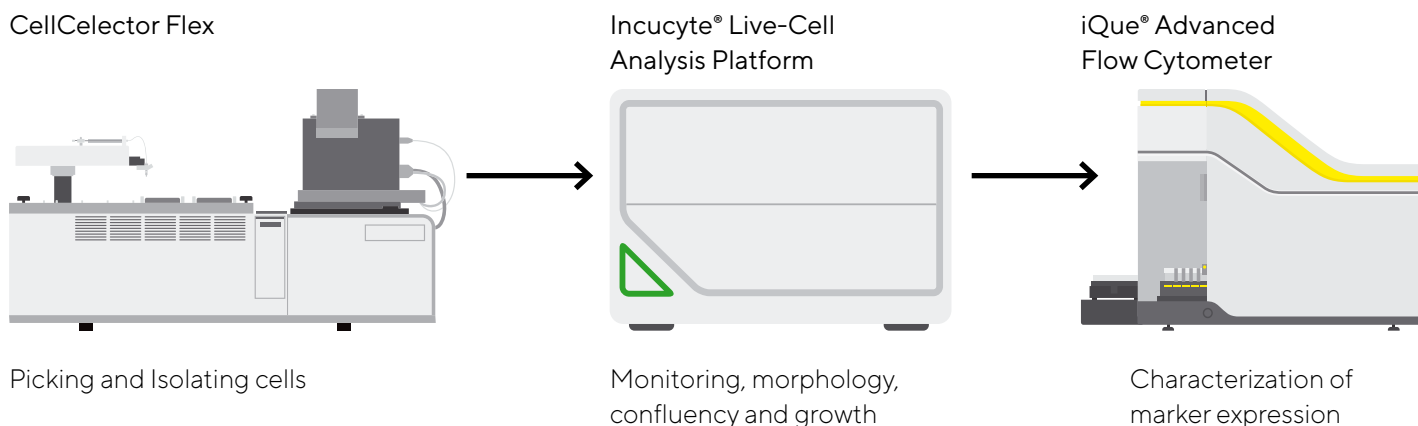 CellCelector Flex
Incucyte® Live-Cell
Analysis Platform
iQue® Advanced
Flow Cytometer
Picking and Isolating cells
Monitoring, morphology,
confluency and growth
Characterization of
marker expression